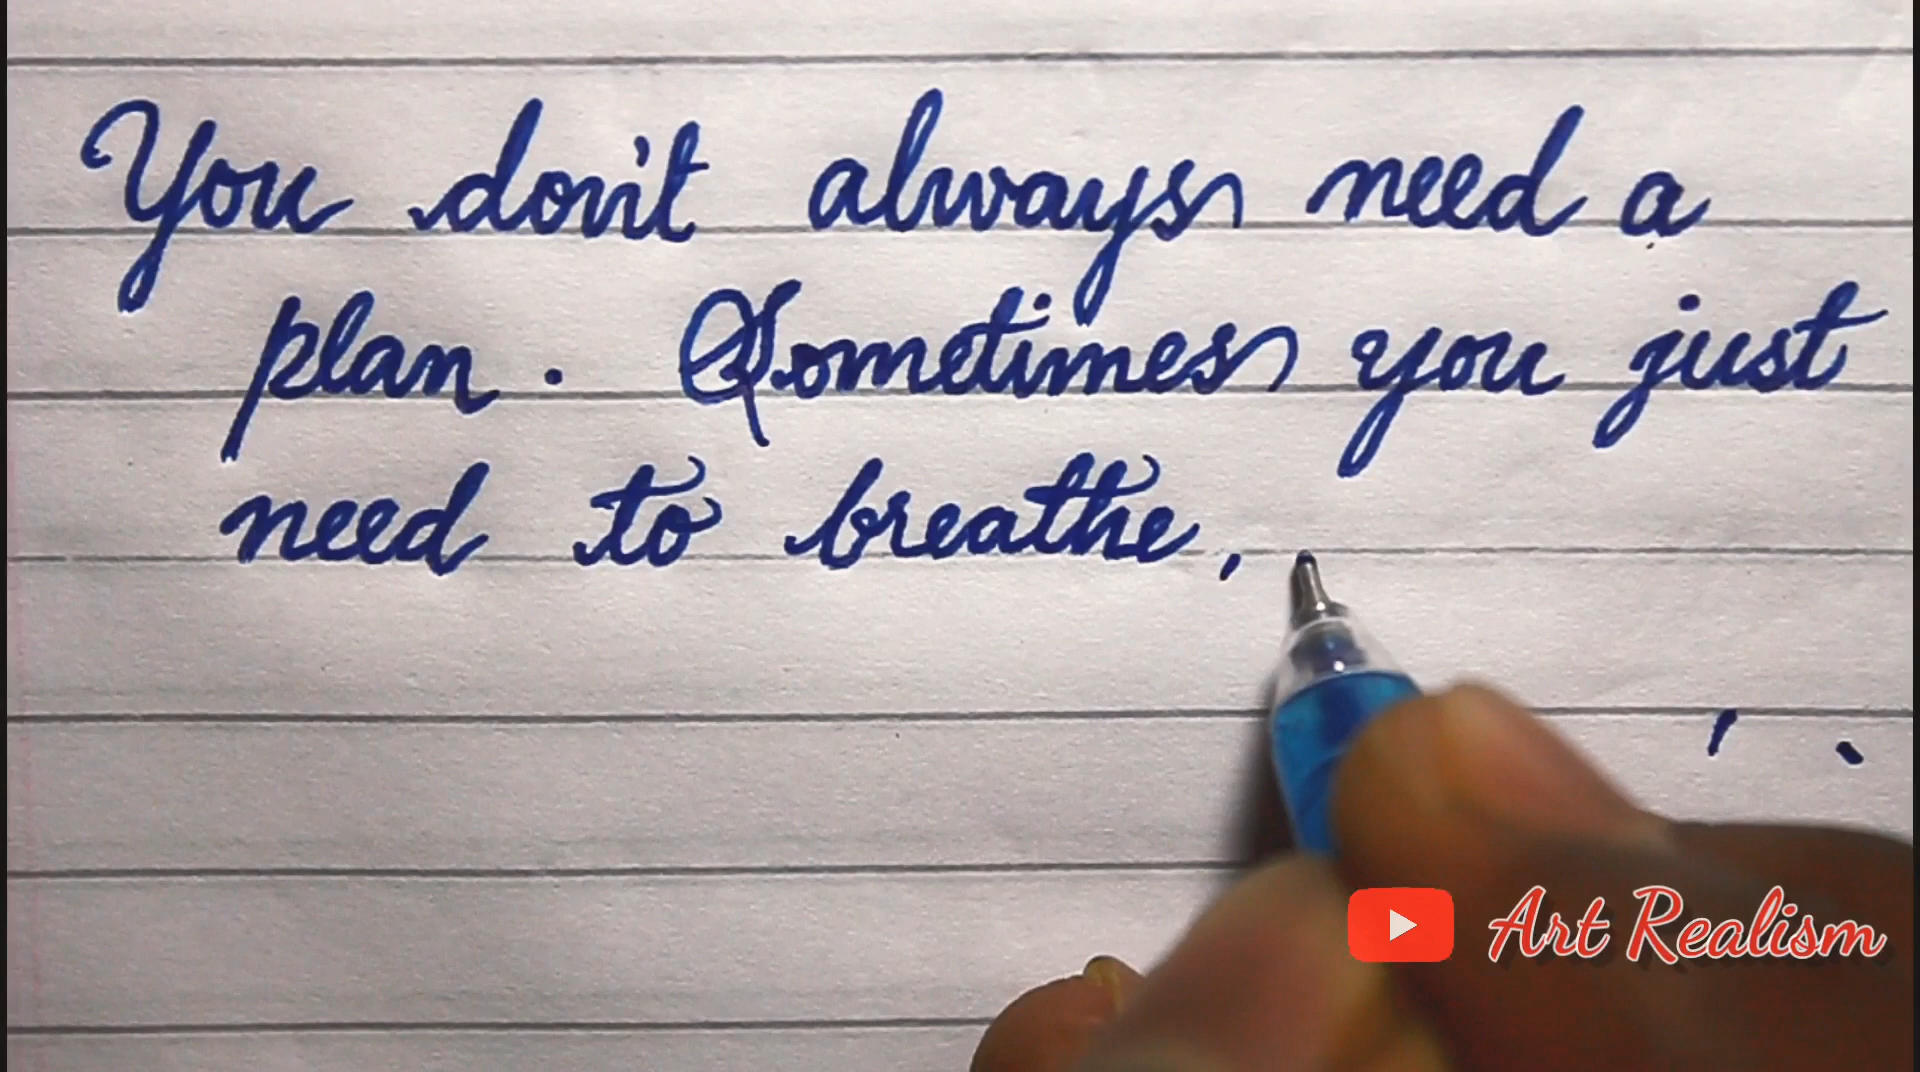 You don't always need a
plan. Sometimes you just
need to breathe,
Art Realism